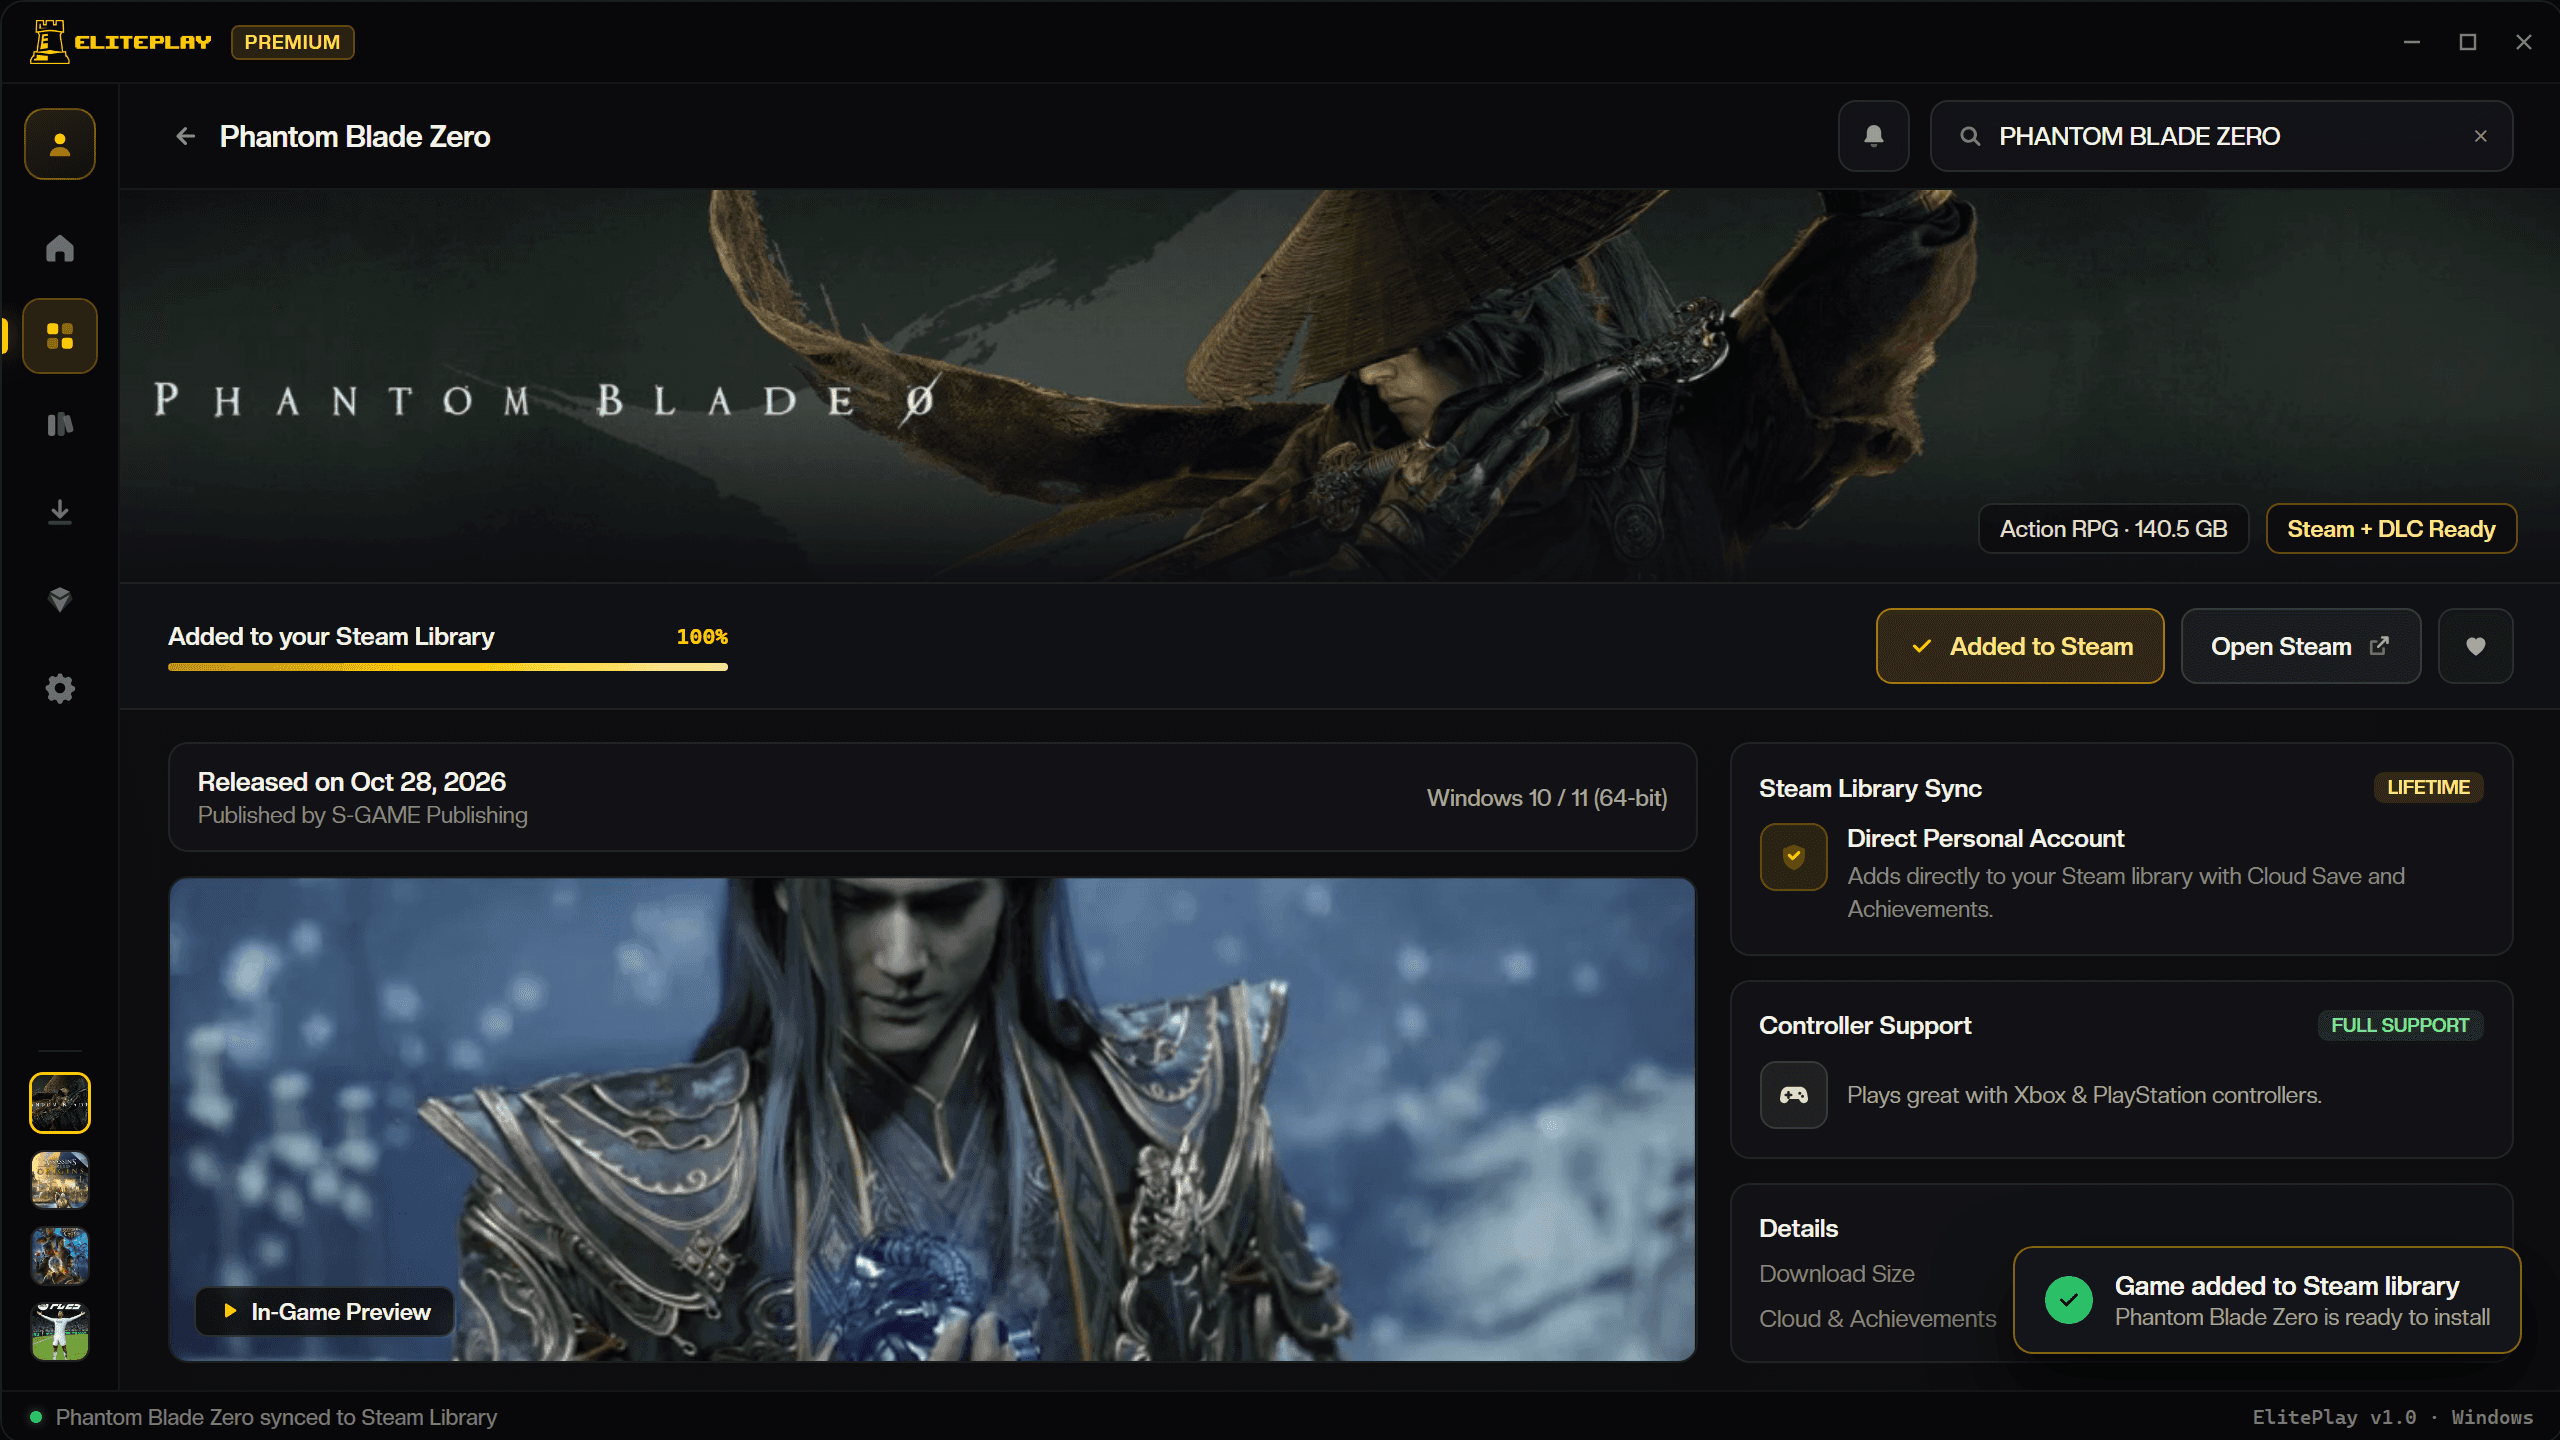 ELITEPLAY PREMIUM
Phantom Blade Zero
PHANTOM BLADE ZERO
PHANTOM BLADE 0
Action RPG · 140.5 GB
Steam + DLC Ready
Added to your Steam Library 100%
Added to Steam
Open Steam
Released on Oct 28, 2026
Published by S-GAME Publishing
Windows 10 / 11 (64-bit)
In-Game Preview
Steam Library Sync
LIFETIME
Direct Personal Account
Adds directly to your Steam library with Cloud Save and
Achievements.
Controller Support
FULL SUPPORT
Plays great with Xbox & PlayStation controllers.
Details
Download Size
Cloud & Achievements
Game added to Steam library
Phantom Blade Zero is ready to install
ORIGINS
Phantom Blade Zero synced to Steam Library
ElitePlay v1.0 · Windows